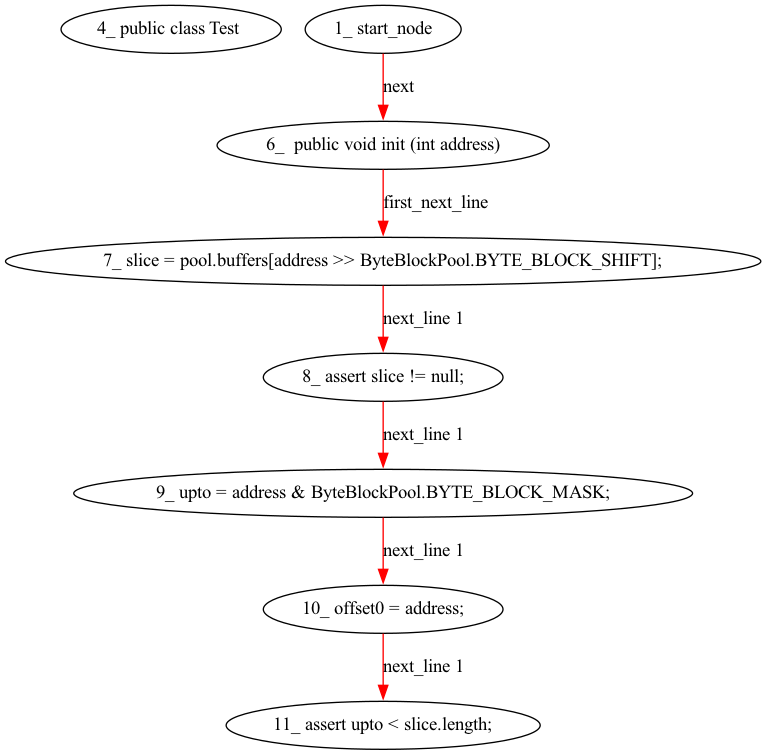 4_ public class Test
1_ start_node
next
6_  public void init (int address)
first_next_line
7_ slice = pool.buffers[address >> ByteBlockPool.BYTE_BLOCK_SHIFT];
next_line 1
8_ assert slice != null;
next_line 1
9_ upto = address & ByteBlockPool.BYTE_BLOCK_MASK;
next_line 1
10_ offset0 = address;
next_line 1
11_ assert upto < slice.length;